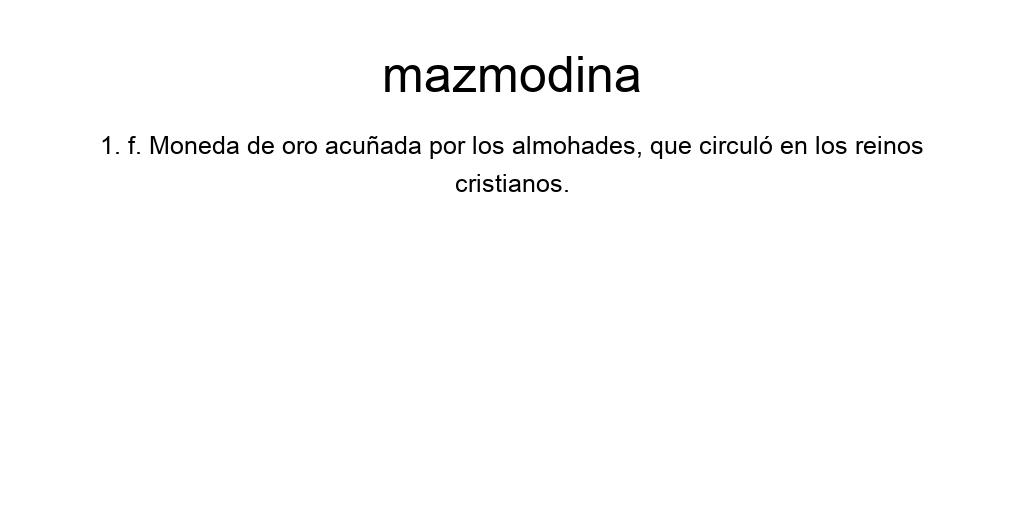 mazmodina
1. f. Moneda de oro acuñada por los almohades, que circuló en los reinos
cristianos.